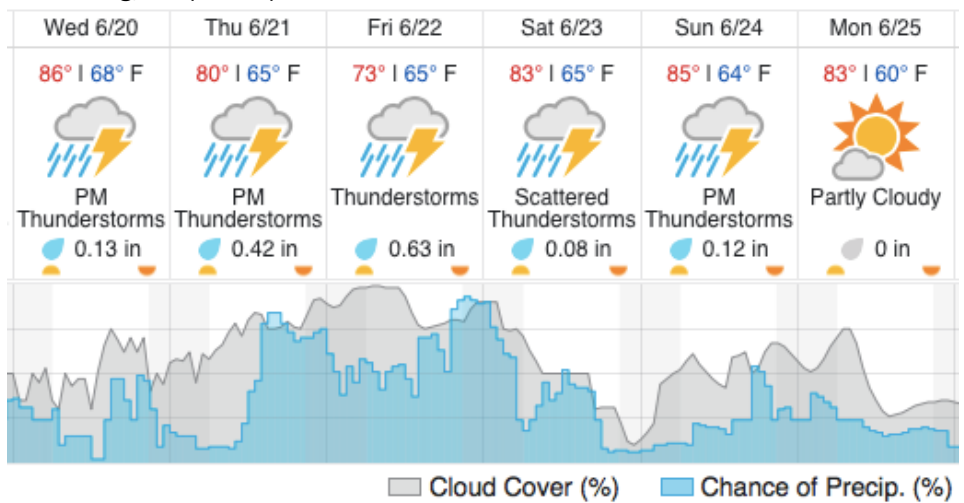 Wed 6/20 Thu 6/21 Fri 6/22 Sat 6/23 Sun 6/24 Mon 6/25
86° | 68° F 80° | 65° F 73° | 65° F 83° | 65° F 85° | 64° F 83° | 60° F
PM PM Thunderstorms Scattered PM Partly Cloudy
Thunderstorms Thunderstorms Thunderstorms Thunderstorms
0.13 in 0.42 in 0.63 in 0.08 in 0.12 in 0 in
Cloud Cover (%) Chance of Precip. (%)